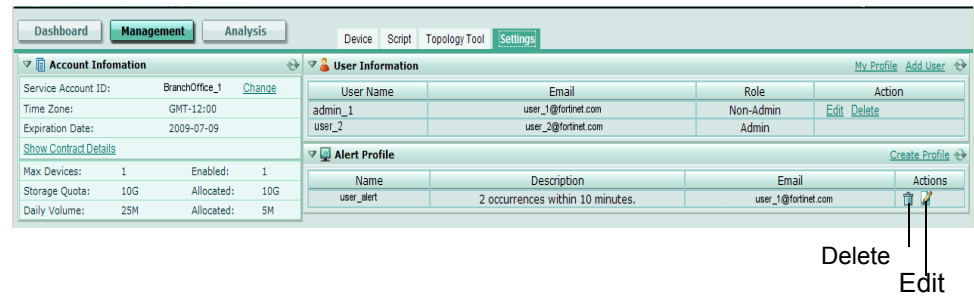 Dashboard Management Analysis
Device Script Topology Tool Settings
Account Infomation
Service Account ID: BranchOffice_1 Change
Time Zone: GMT-12:00
Expiration Date: 2009-07-09
Show Contract Details
Max Devices: 1 Enabled: 1
Storage Quota: 10G Allocated: 10G
Daily Volume: 25M Allocated: 5M
User Information My Profile Add User
User Name Email Role Action
admin_1 user_1@fortinet.com Non-Admin Edit Delete
user_2 user_2@fortinet.com Admin
Alert Profile Create Profile
Name Description Email Actions
user_alert 2 occurrences within 10 minutes. user_1@fortinet.com
Delete
Edit